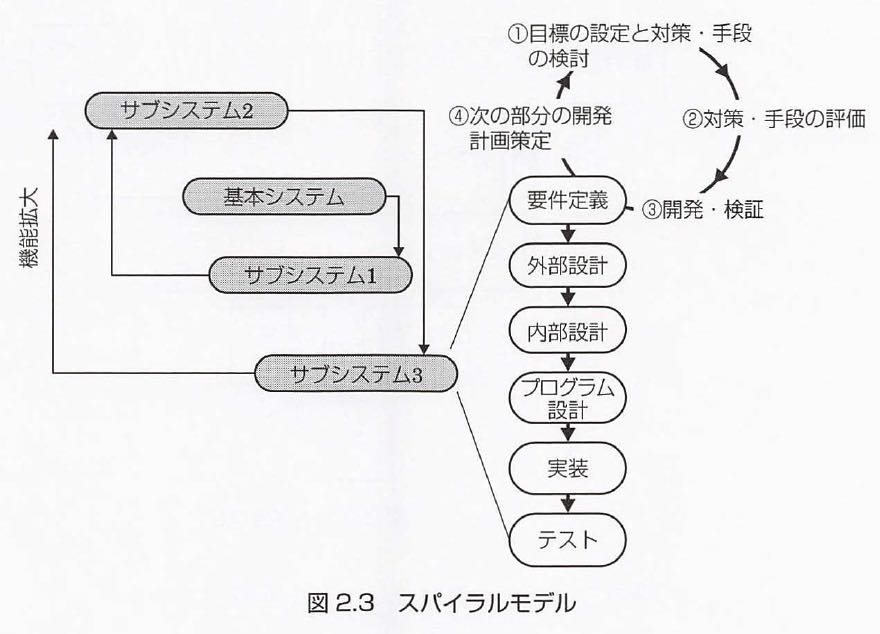 ①目標の設定と対策・手段
の検討
サブシステム2
④次の部分の開発
計画策定
②対策・手段の評価
機能拡大
基本システム
要件定義
③開発・検証
サブシステム1
外部設計
内部設計
サブシステム3
プログラム
設計
実装
テスト
図2.3 スパイラルモデル